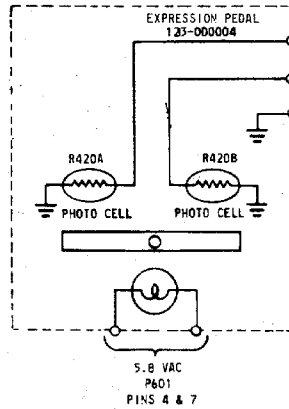 EXPRESSION PEDAL
123-000004
R420A
R420B
PHOTO CELL
PHOTO CELL
5.8 VAC
P601
PINS 4 & 7